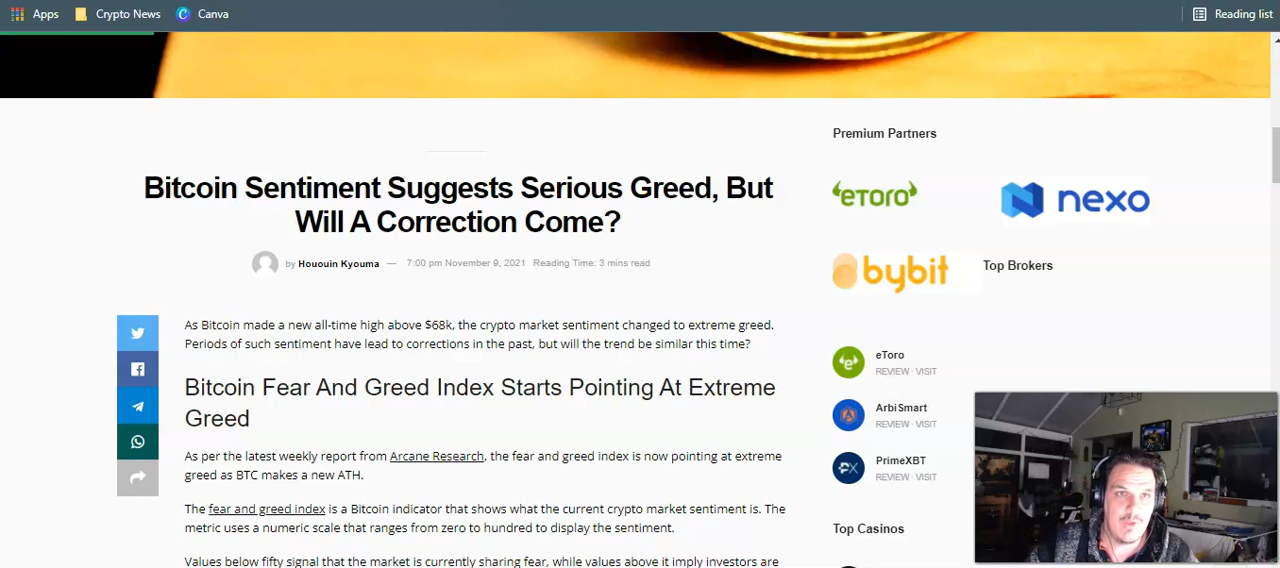 Apps Crypto News Canva Reading list
Premium Partners
eTORO nexo
bybit Top Brokers
Bitcoin Sentiment Suggests Serious Greed, But
Will A Correction Come?
by Hououin Kyouma — 7:00 pm November 9, 2021 Reading Time: 3 mins read
As Bitcoin made a new all-time high above $68k, the crypto market sentiment changed to extreme greed.
Periods of such sentiment have lead to corrections in the past, but will the trend be similar this time?
Bitcoin Fear And Greed Index Starts Pointing At Extreme
Greed
As per the latest weekly report from Arcane Research, the fear and greed index is now pointing at extreme
greed as BTC makes a new ATH.
The fear and greed index is a Bitcoin indicator that shows what the current crypto market sentiment is. The
metric uses a numeric scale that ranges from zero to hundred to display the sentiment.
Values below fifty signal that the market is currently sharing fear, while values above it imply investors are
eToro
REVIEW · VISIT
ArbiSmart
REVIEW · VISIT
PrimeXBT
REVIEW · VISIT
Top Casinos